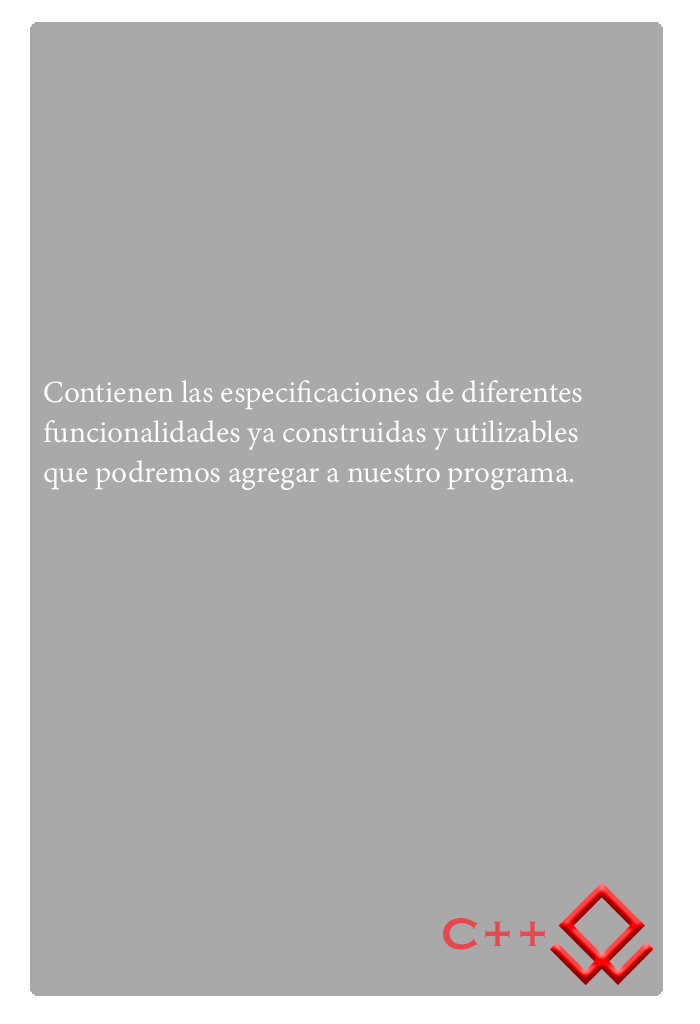 Contienen las especificaciones de diferentes
funcionalidades ya construidas y utilizables
que podremos agregar a nuestro programa.
C++